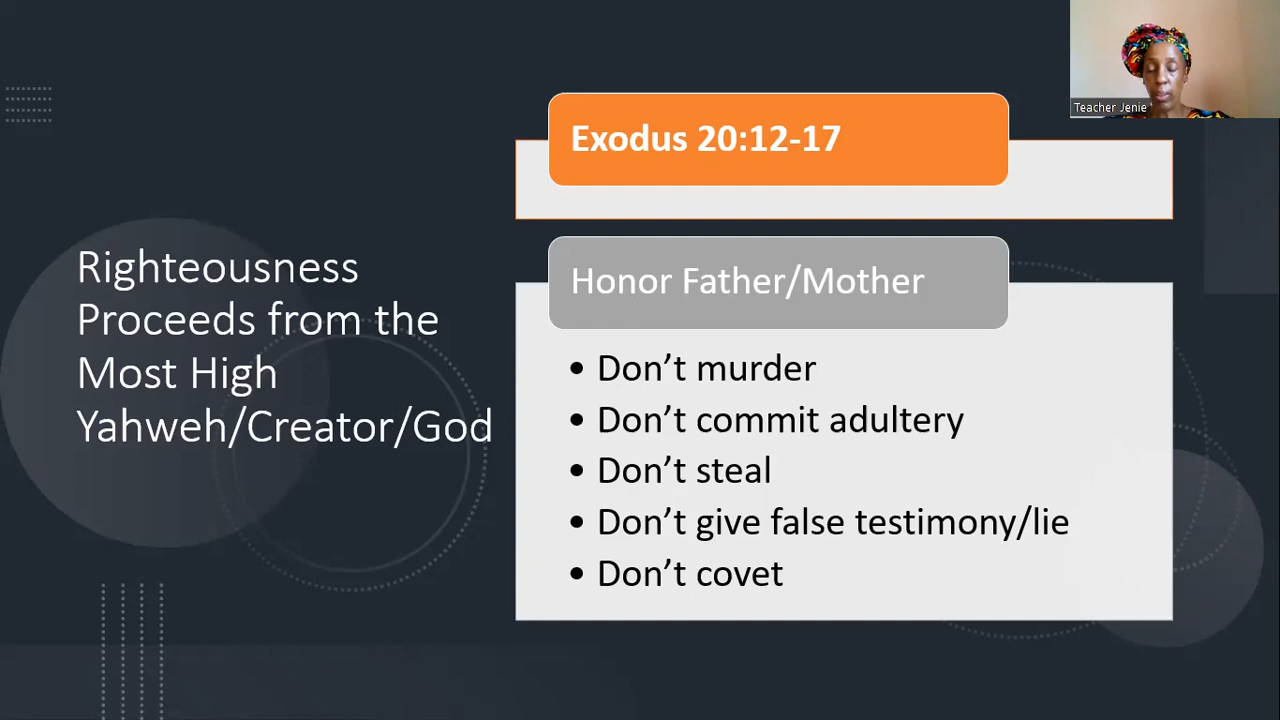 Righteousness
Proceeds from the
Most High
Yahweh/Creator/God
Exodus 20:12-17
Honor Father/Mother
• Don’t murder
• Don’t commit adultery
• Don’t steal
• Don’t give false testimony/lie
• Don’t covet
Teacher Jenie